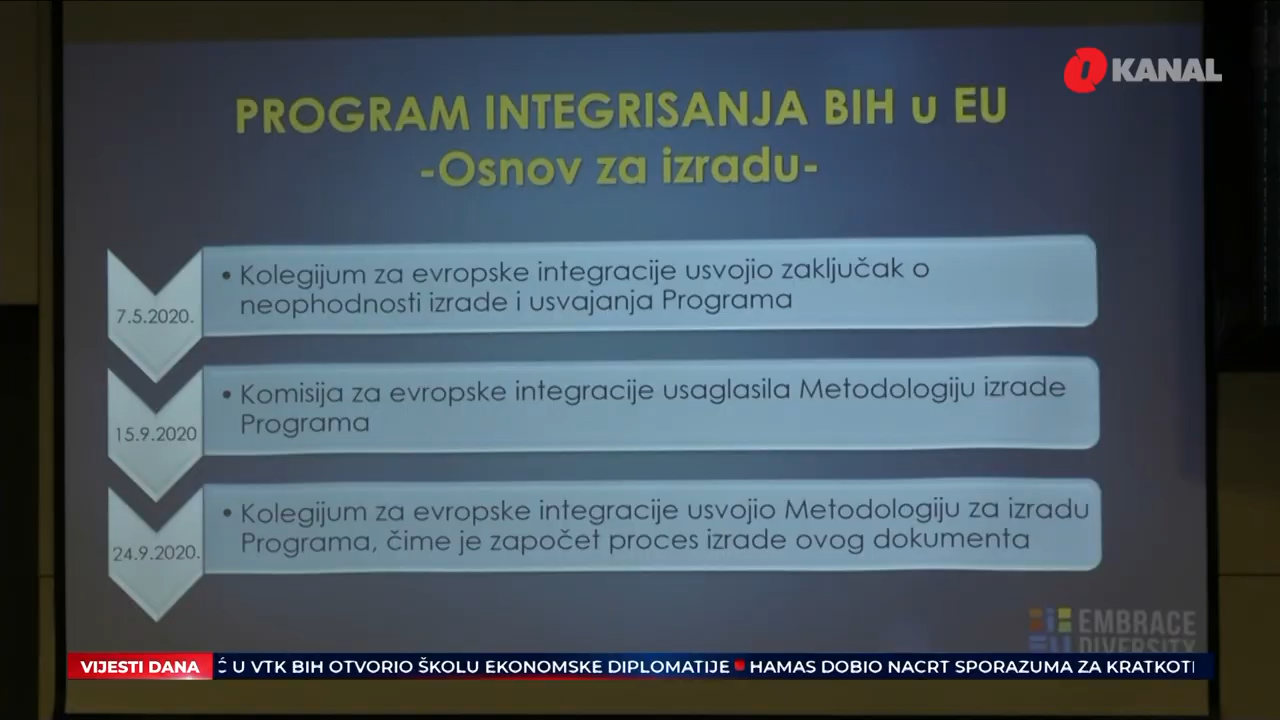 O KANAL
PROGRAM INTEGRISANJA BIH u EU
-Osnov za izradu-
7.5.2020.
• Kolegijum za evropske integracije usvojio zaključak o
neophodnosti izrade i usvajanja Programa
15.9.2020
• Komisija za evropske integracije usaglasila Metodologiju izrade
Programa
24.9.2020.
• Kolegijum za evropske integracije usvojio Metodologiju za izradu
Programa, čime je započet proces izrade ovog dokumenta
EMBRACE
DIVERSITY
VIJESTI DANA
Ć U VTK BIH OTVORIO ŠKOLU EKONOMSKE DIPLOMATIJE HAMAS DOBIO NACRT SPORAZUMA ZA KRATKOT